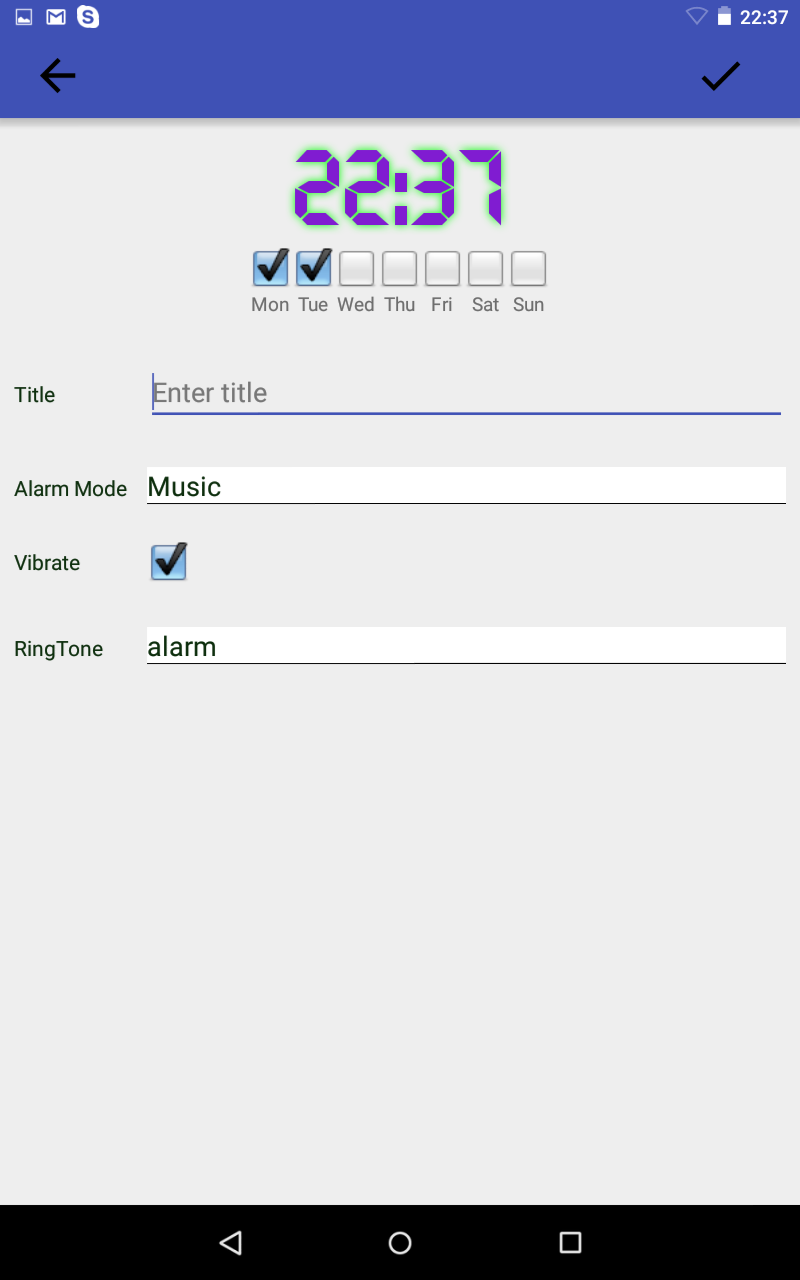 22:37
22:37
Mon Tue Wed Thu Fri Sat Sun
Title Enter title
Alarm Mode Music
Vibrate
RingTone alarm